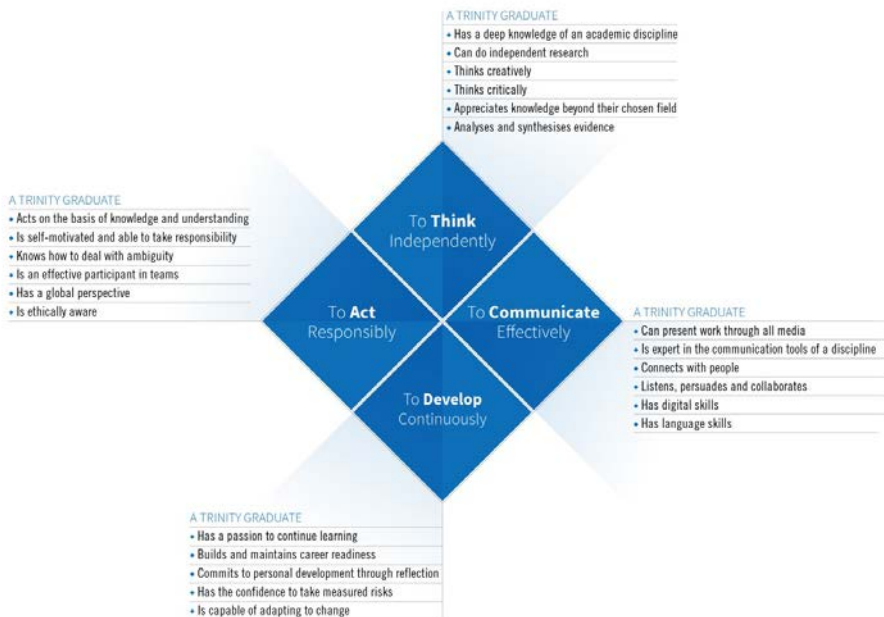 A TRINITY GRADUATE
• Has a deep knowledge of an academic discipline
• Can do independent research
• Thinks creatively
• Thinks critically
• Appreciates knowledge beyond their chosen field
• Analyses and synthesises evidence
To Think
Independently
A TRINITY GRADUATE
• Acts on the basis of knowledge and understanding
• Is self-motivated and able to take responsibility
• Knows how to deal with ambiguity
• Is an effective participant in teams
• Has a global perspective
• Is ethically aware
To Act
Responsibly
To Communicate
Effectively
A TRINITY GRADUATE
• Can present work through all media
• Is expert in the communication tools of a discipline
• Connects with people
• Listens, persuades and collaborates
• Has digital skills
• Has language skills
To Develop
Continuously
A TRINITY GRADUATE
• Has a passion to continue learning
• Builds and maintains career readiness
• Commits to personal development through reflection
• Has the confidence to take measured risks
• Is capable of adapting to change